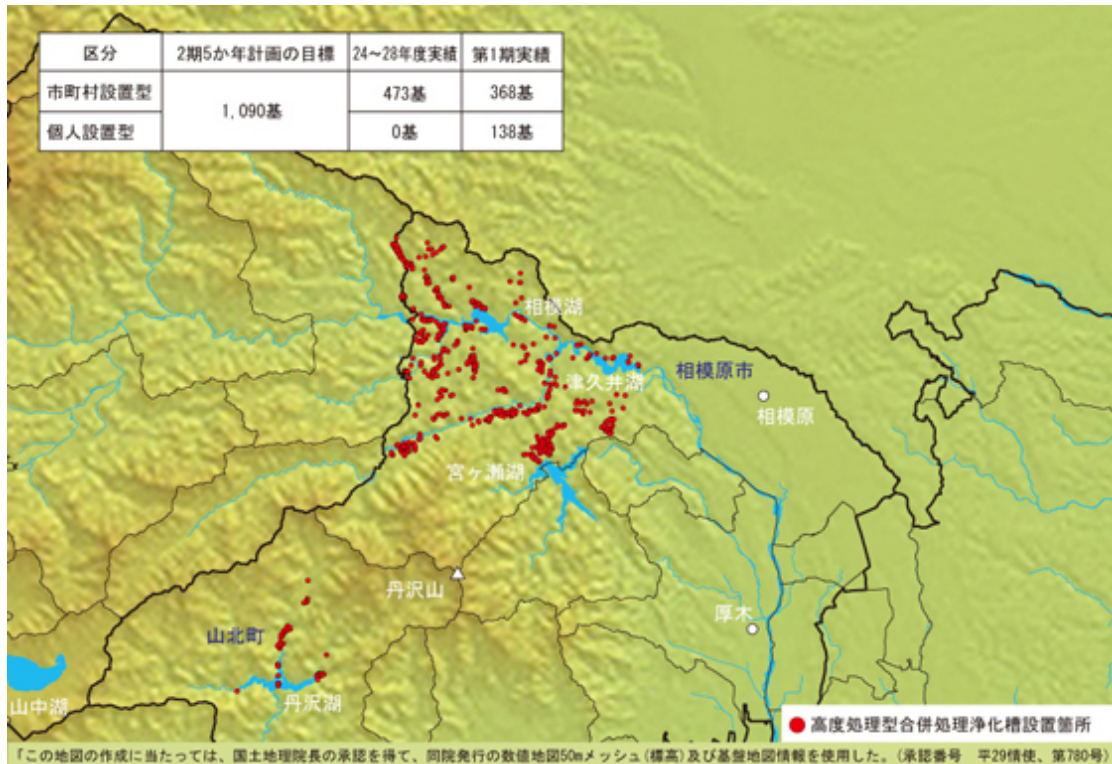 区分 2期5か年計画の目標 24～28年度実績 第1期実績
市町村設置型 1,090基 473基 368基
個人設置型 0基 138基
相模湖
津久井湖
相模原市
相模原
宮ヶ瀬湖
丹沢山
厚木
山北町
丹沢湖
山中湖
高度処理型合併処理浄化槽設置箇所
「この地図の作成に当たっては、国土地理院長の承認を得て、同院発行の数値地図50mメッシュ(標高)及び基盤地図情報を使用した。(承認番号 平29情使、第780号)